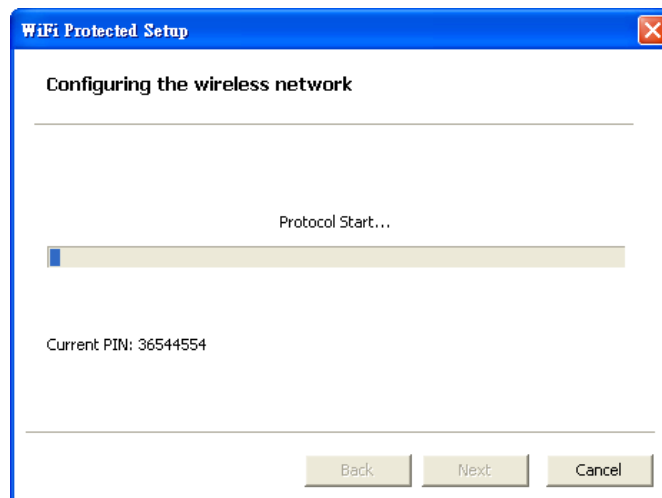 WiFi Protected Setup
Configuring the wireless network
Protocol Start...
Current PIN: 36544554
Back Next Cancel